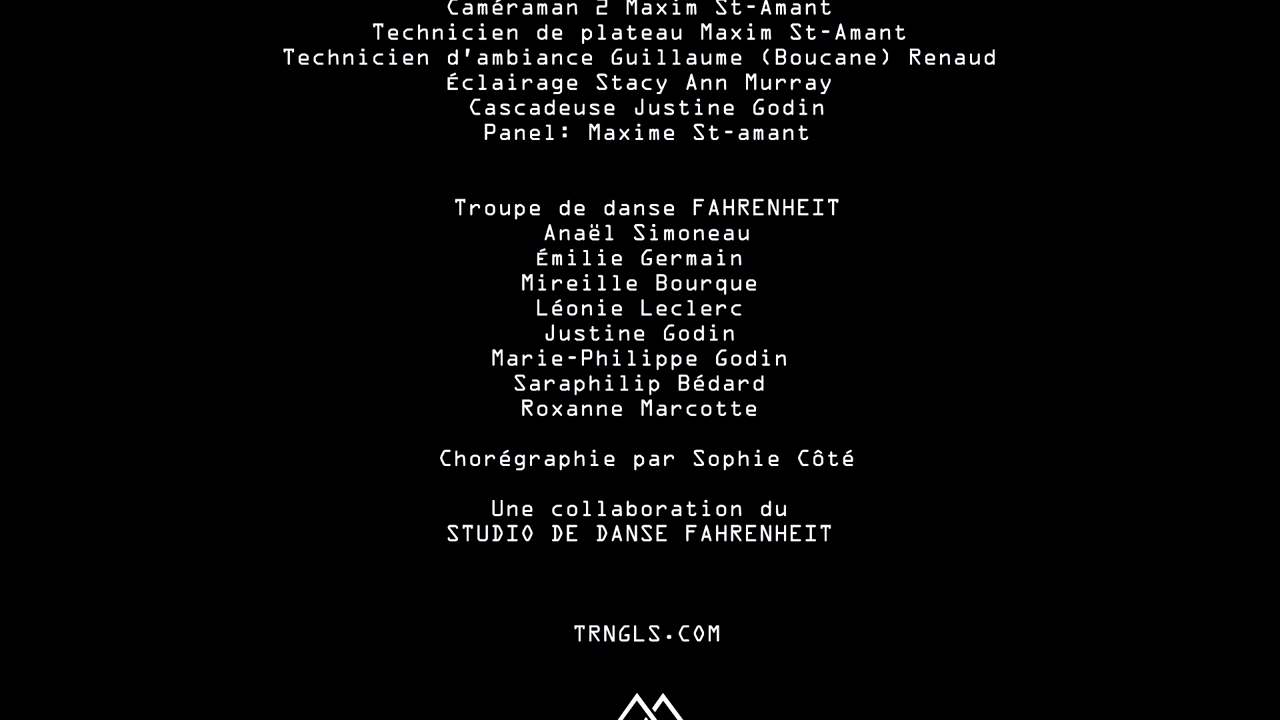 Caméraman 2 Maxim St-Amant
Technicien de plateau Maxim St-Amant
Technicien d'ambiance Guillaume (Boucane) Renaud
Éclairage Stacy Ann Murray
Cascadeuse Justine Godin
Panel: Maxime St-amant
Troupe de danse FAHRENHEIT
Anaël Simoneau
Émilie Germain
Mireille Bourque
Léonie Leclerc
Justine Godin
Marie-Philippe Godin
Saraphilip Bédard
Roxanne Marcotte
Chorégraphie par Sophie Côté
Une collaboration du
STUDIO DE DANSE FAHRENHEIT
TRNGLS.COM